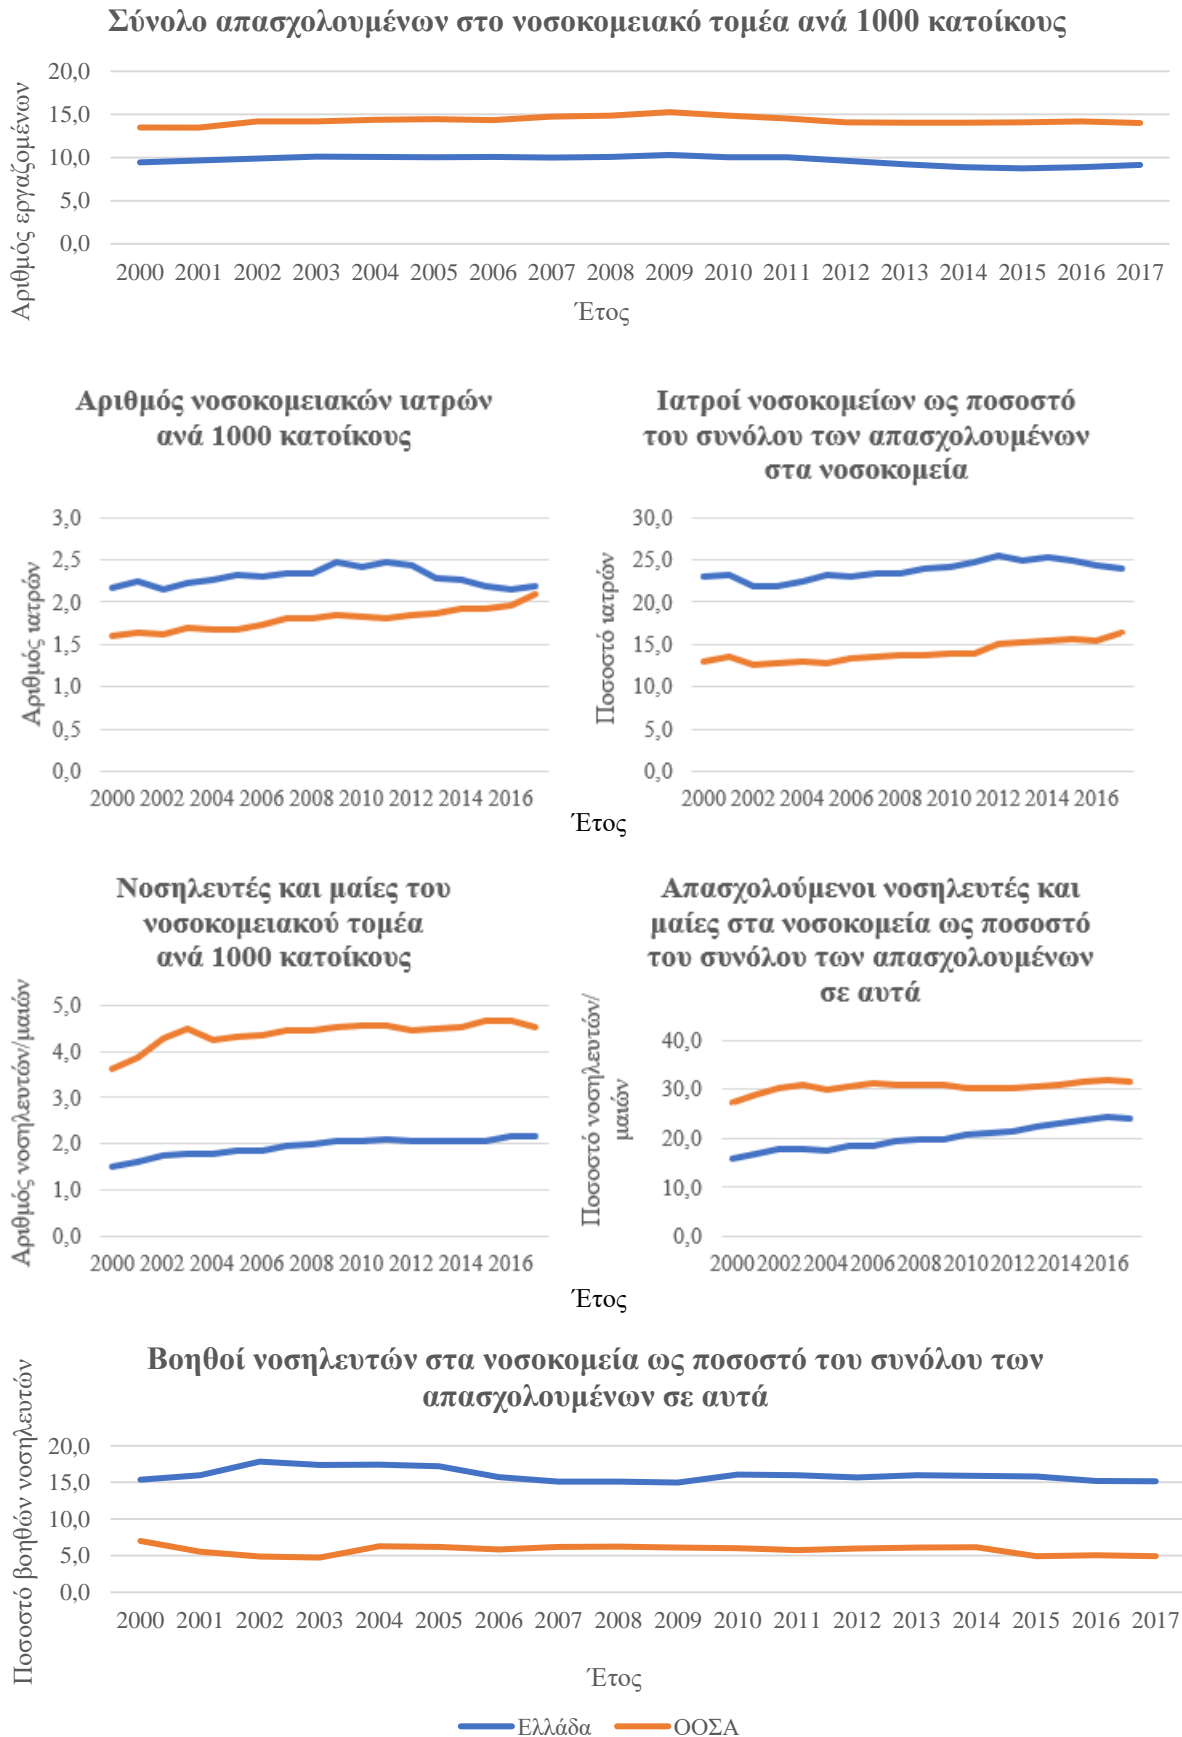 Σύνολο απασχολουμένων στο νοσοκομειακό τομέα ανά 1000 κατοίκους
Αριθμός εργαζομένων
20,0
15,0
10,0
5,0
0,0
2000 2001 2002 2003 2004 2005 2006 2007 2008 2009 2010 2011 2012 2013 2014 2015 2016 2017
Έτος
Αριθμός νοσοκομειακών ιατρών
ανά 1000 κατοίκους
Αριθμός ιατρών
3,0
2,5
2,0
1,5
1,0
0,5
0,0
2000 2002 2004 2006 2008 2010 2012 2014 2016
Ιατροί νοσοκομείων ως ποσοστό
του συνόλου των απασχολουμένων
στα νοσοκομεία
Ποσοστό ιατρών
30,0
25,0
20,0
15,0
10,0
5,0
0,0
2000 2002 2004 2006 2008 2010 2012 2014 2016
Έτος
Νοσηλευτές και μαίες του
νοσοκομειακού τομέα
ανά 1000 κατοίκους
Αριθμός νοσηλευτών/μαιών
5,0
4,0
3,0
2,0
1,0
0,0
2000 2002 2004 2006 2008 2010 2012 2014 2016
Απασχολούμενοι νοσηλευτές και
μαίες στα νοσοκομεία ως ποσοστό
του συνόλου των απασχολουμένων
σε αυτά
Ποσοστό νοσηλευτών/
μαιών
40,0
30,0
20,0
10,0
0,0
2000 2002 2004 2006 2008 2010 2012 2014 2016
Έτος
Βοηθοί νοσηλευτών στα νοσοκομεία ως ποσοστό του συνόλου των
απασχολουμένων σε αυτά
Ποσοστό βοηθών νοσηλευτών
20,0
15,0
10,0
5,0
0,0
2000 2001 2002 2003 2004 2005 2006 2007 2008 2009 2010 2011 2012 2013 2014 2015 2016 2017
Έτος
Ελλάδα ΟΟΣΑ